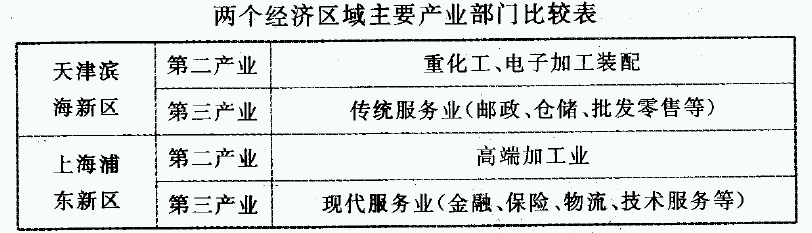 两个经济区域主要产业部门比较表
天津滨海新区
第二产业
重化工、电子加工装配
第三产业
传统服务业(邮政、仓储、批发零售等)
上海浦东新区
第二产业
高端加工业
第三产业
现代服务业(金融、保险、物流、技术服务等)